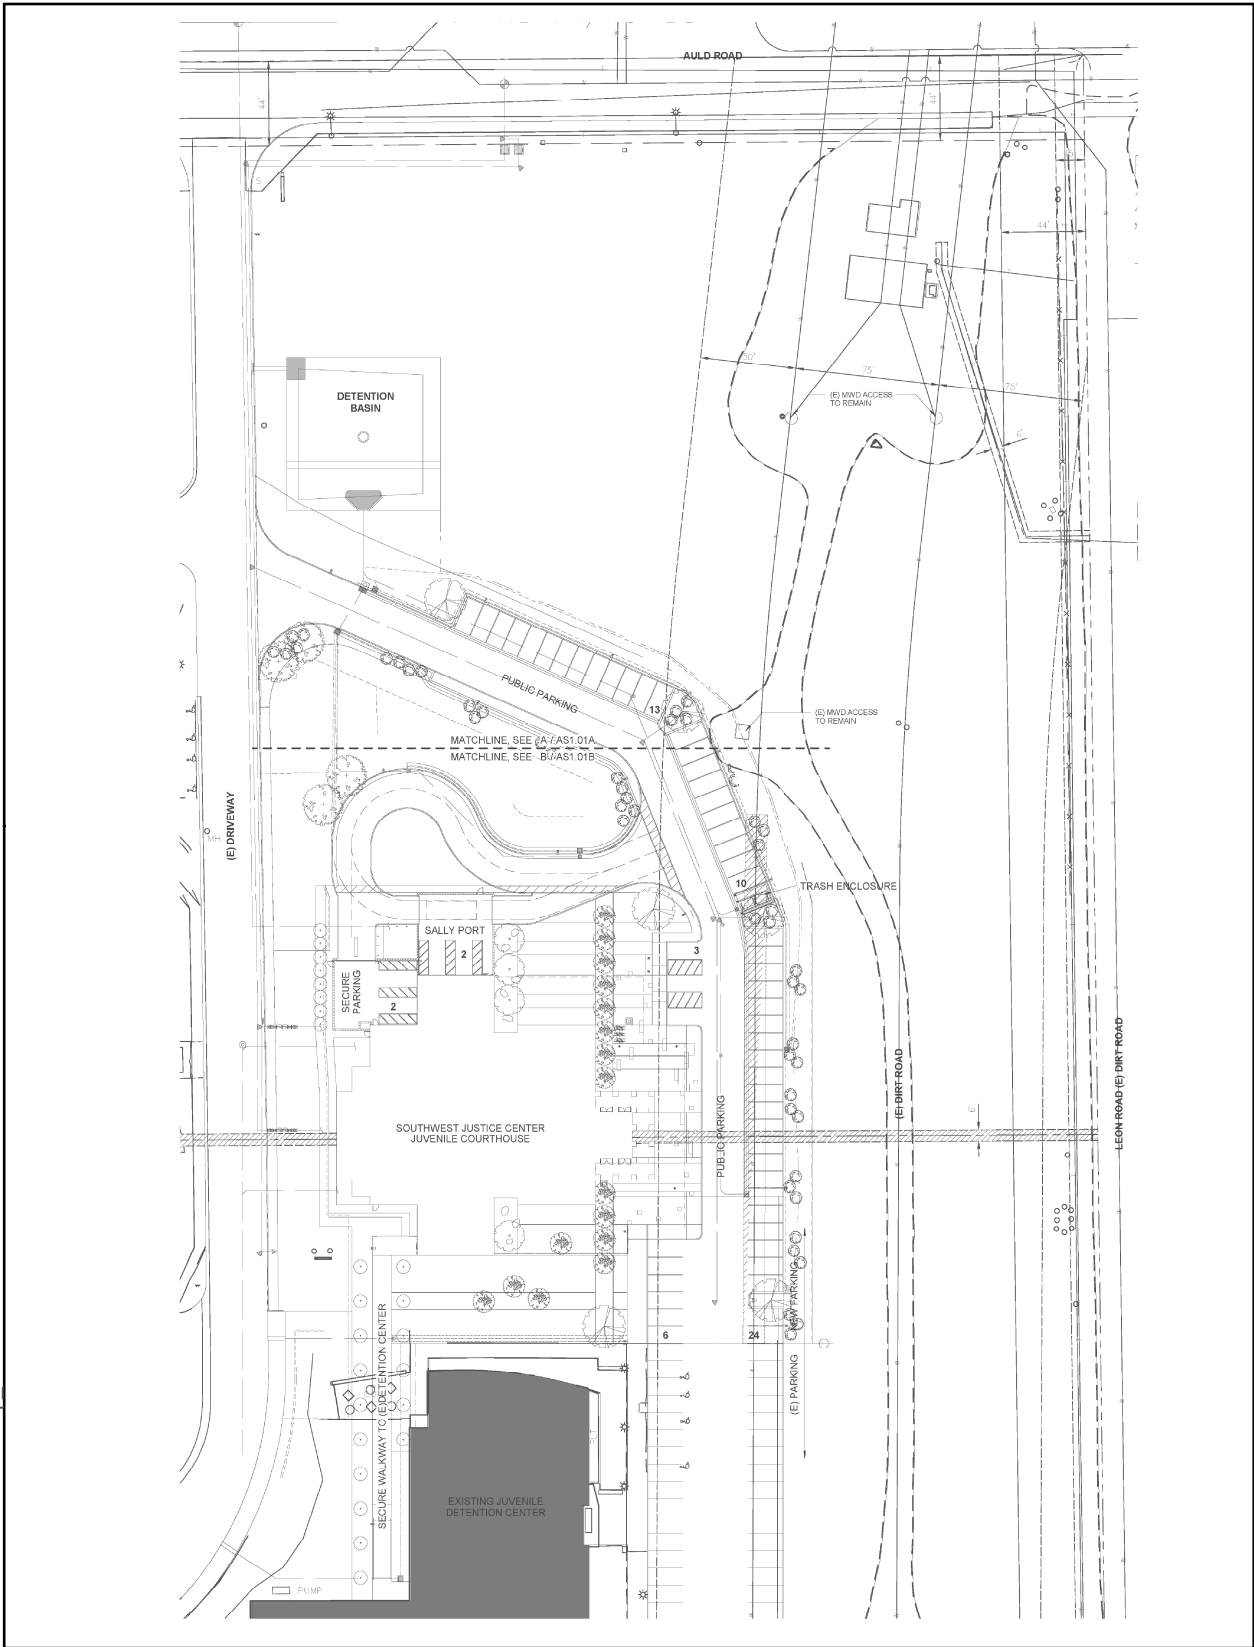 AULD ROAD
44'
44'
44'
50'
75'
75'
DETENTION
BASIN
(E) MWD ACCESS
TO REMAIN
6'
PUBLIC PARKING
13
(E) MWD ACCESS
TO REMAIN
MATCHLINE, SEE A / AS1.01A
MATCHLINE, SEE B / AS1.01B
(E) DRIVEWAY
MH
10
TRASH ENCLOSURE
SALLY PORT
2
3
SECURE
PARKING
2
(E) DIRT ROAD
LEON ROAD (E) DIRT ROAD
6'
PUBLIC PARKING
SOUTHWEST JUSTICE CENTER
JUVENILE COURTHOUSE
NEW PARKING
6
24
(E) PARKING
SECURE WALKWAY TO (E)DETENTION CENTER
EXISTING JUVENILE
DETENTION CENTER
PUMP